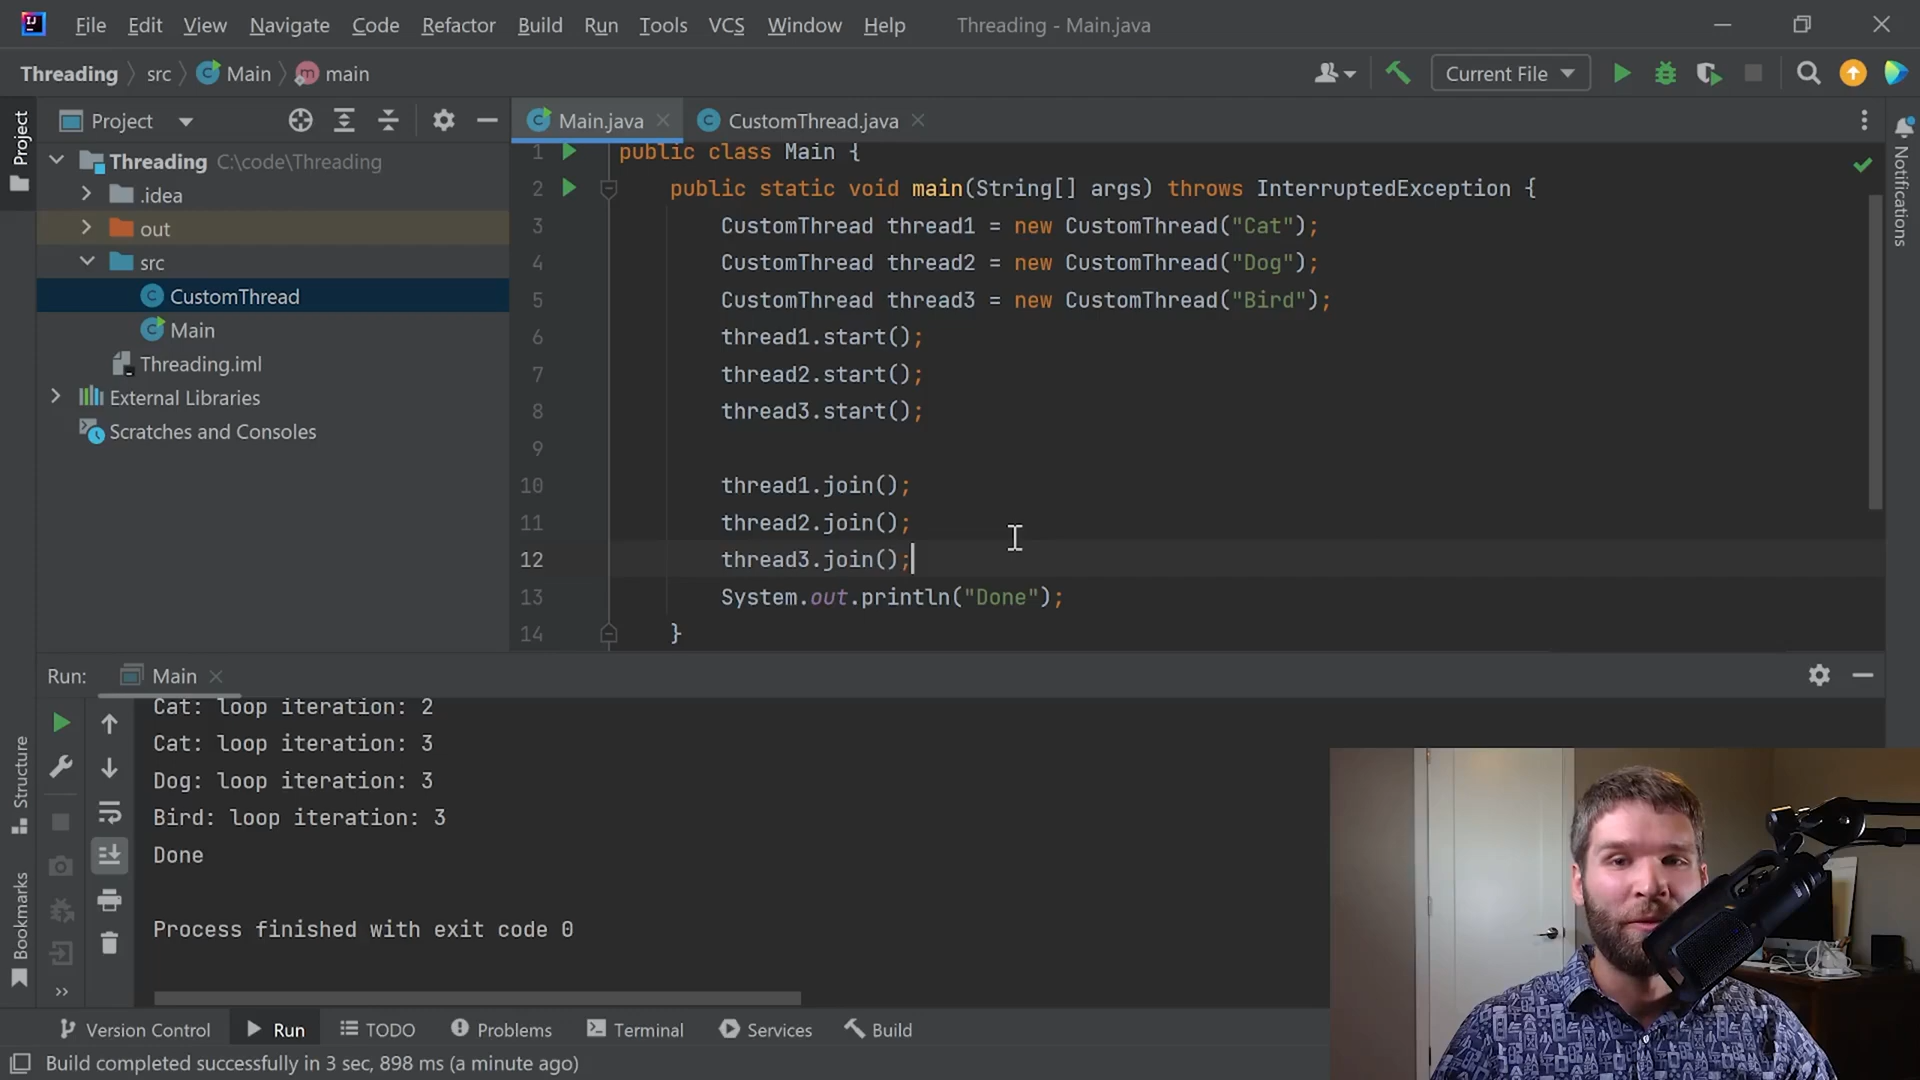 File Edit View Navigate Code Refactor Build Run Tools VCS Window Help Threading - Main.java
Threading src Main main Current File
Project
Project
Main.java CustomThread.java
Notifications
Threading C:\code\Threading
.idea
out
src
CustomThread
Main
Threading.iml
External Libraries
Scratches and Consoles
1 public class Main {
2 public static void main(String[] args) throws InterruptedException {
3 CustomThread thread1 = new CustomThread("Cat");
4 CustomThread thread2 = new CustomThread("Dog");
5 CustomThread thread3 = new CustomThread("Bird");
6 thread1.start();
7 thread2.start();
8 thread3.start();
9
10 thread1.join();
11 thread2.join();
12 thread3.join();
13 System.out.println("Done");
14 }
Run: Main
Cat: loop iteration: 2
Cat: loop iteration: 3
Dog: loop iteration: 3
Bird: loop iteration: 3
Done
Process finished with exit code 0
Structure
Bookmarks
Version Control Run TODO Problems Terminal Services Build
Build completed successfully in 3 sec, 898 ms (a minute ago)